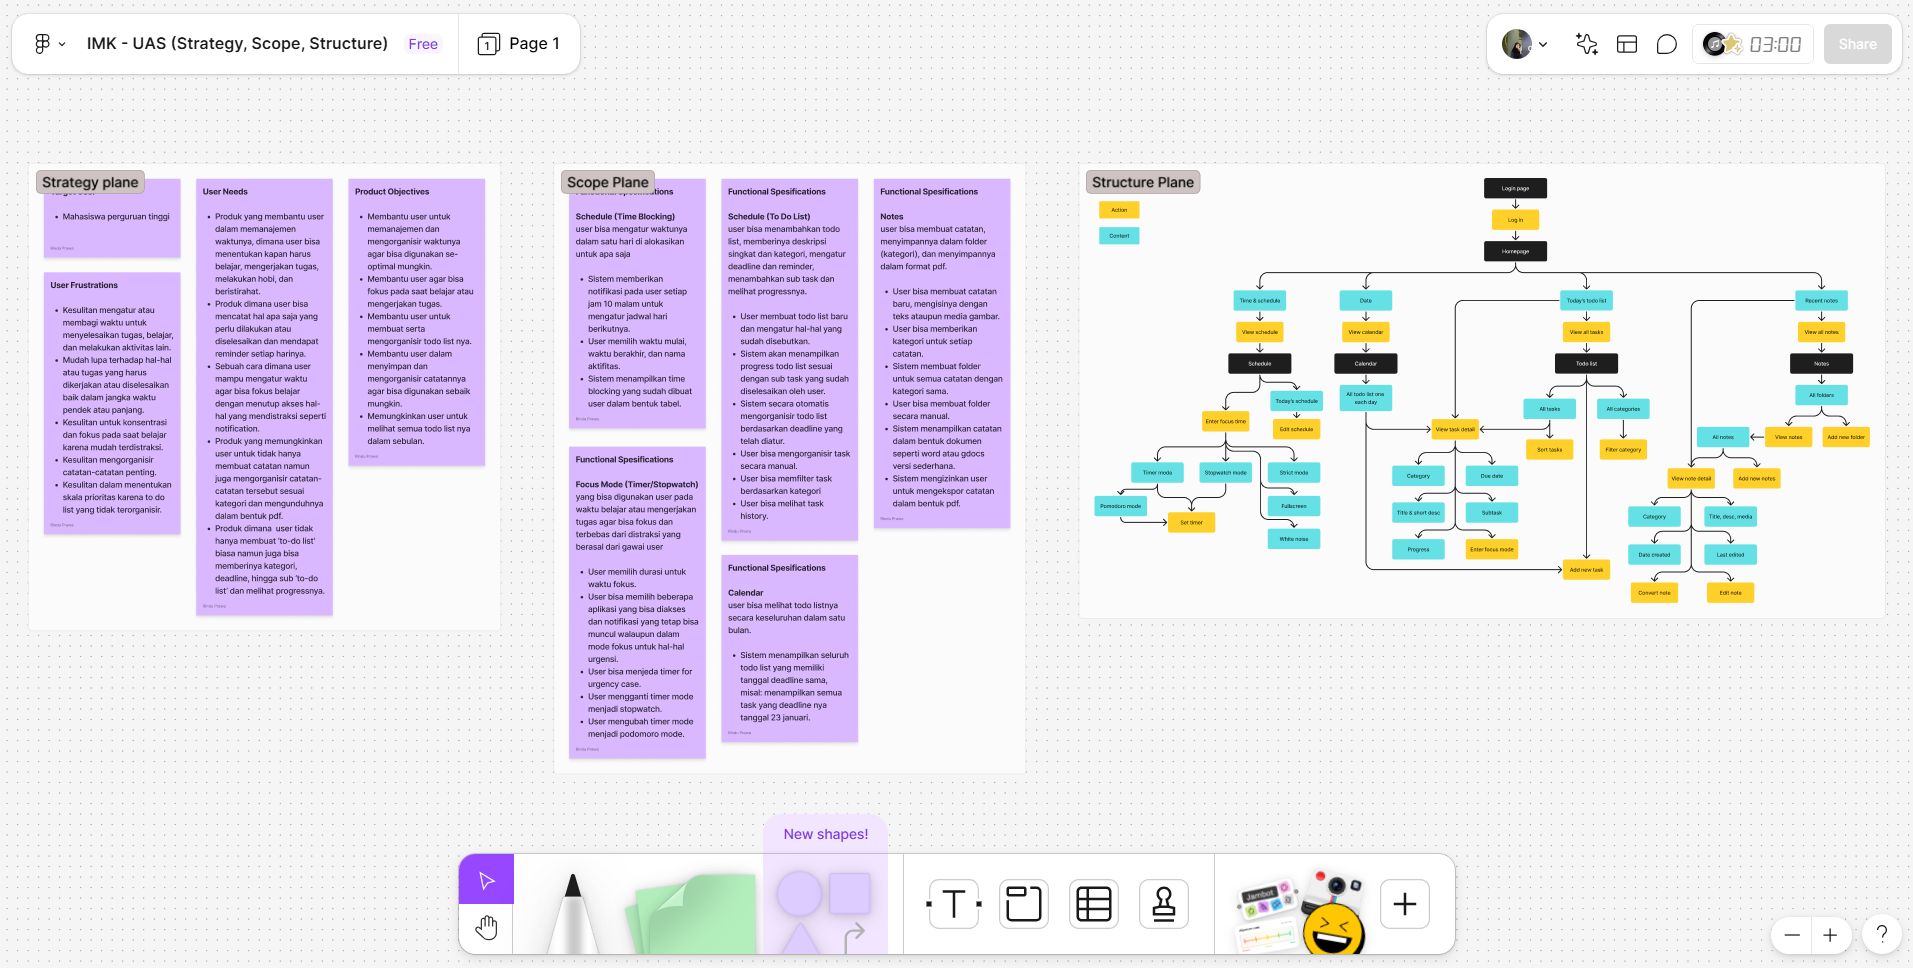 IMK - UAS (Strategy, Scope, Structure)
Free
1
Page 1
03:00
Share
Strategy plane
Mahasiswa perguruan tinggi
User Frustrations
Kesulitan mengatur atau
membagi waktu untuk
menyelesaikan tugas, belajar,
dan melakukan aktivitas lain.
Mudah lupa terhadap hal-hal
atau tugas yang harus
dikerjakan atau diselesaikan
baik dalam jangka waktu
pendek atau panjang.
Kesulitan untuk konsentrasi
dan fokus pada saat belajar
karena mudah terdistraksi.
Kesulitan mengorganisir
catatan-catatan penting.
Kesulitan dalam menentukan
skala prioritas karena to do
list yang tidak terorganisir.
User Needs
Produk yang membantu user
dalam memanajemen
waktunya, dimana user bisa
menentukan kapan harus
belajar, mengerjakan tugas,
melakukan hobi, dan
beristirahat.
Produk dimana user bisa
mencatat hal apa saja yang
perlu dilakukan atau
diselesaikan dan mendapat
reminder setiap harinya.
Sebuah cara dimana user
mampu mengatur waktu
agar bisa fokus belajar
dengan menutup akses hal-
hal yang mendistraksi seperti
notification.
Produk yang memungkinkan
user untuk tidak hanya
membuat catatan namun
juga mengorganisir catatan-
catatan tersebut sesuai
kategori dan mengunduhnya
dalam bentuk pdf.
Produk dimana  user tidak
hanya membuat 'to-do list'
biasa namun juga bisa
memberinya kategori,
deadline, hingga sub 'to-do
list' dan melihat progressnya.
Product Objectives
Membantu user untuk
memanajemen dan
mengorganisir waktunya
agar bisa digunakan se-
optimal mungkin.
Membantu user agar bisa
fokus pada saat belajar atau
mengerjakan tugas.
Membantu user untuk
membuat serta
mengorganisir todo list nya.
Membantu user dalam
menyimpan dan
mengorganisir catatannya
agar bisa digunakan sebaik
mungkin.
Memungkinkan user untuk
melihat semua todo list nya
dalam sebulan.
Scope Plane
Functional Spesifications
Schedule (Time Blocking)
user bisa mengatur waktunya
dalam satu hari di alokasikan
untuk apa saja
Sistem memberikan
notifikasi pada user setiap
jam 10 malam untuk
mengatur jadwal hari
berikutnya.
User memilih waktu mulai,
waktu berakhir, dan nama
aktifitas.
Sistem menampilkan time
blocking yang sudah dibuat
user dalam bentuk tabel.
Functional Spesifications
Focus Mode (Timer/Stopwatch)
yang bisa digunakan user pada
waktu belajar atau mengerjakan
tugas agar bisa fokus dan
terbebas dari distraksi yang
berasal dari gawai user
User memilih durasi untuk
waktu fokus.
User bisa memilih beberapa
aplikasi yang bisa diakses
dan notifikasi yang tetap bisa
muncul walaupun dalam
mode fokus untuk hal-hal
urgensi.
User bisa menjeda timer for
urgency case.
User mengganti timer mode
menjadi stopwatch.
User mengubah timer mode
menjadi podomoro mode.
Functional Spesifications
Schedule (To Do List)
user bisa menambahkan todo
list, memberinya deskripsi
singkat dan kategori, mengatur
deadline dan reminder,
menambahkan sub task dan
melihat progressnya.
User membuat todo list baru
dan mengatur hal-hal yang
sudah disebutkan.
Sistem akan menampilkan
progress todo list sesuai
dengan sub task yang sudah
diselesaikan oleh user.
Sistem secara otomatis
mengorganisir todo list
berdasarkan deadline yang
telah diatur.
User bisa mengorganisir task
secara manual.
User bisa memfilter task
berdasarkan kategori
User bisa melihat task
history.
Functional Spesifications
Calendar
user bisa melihat todo listnya
secara keseluruhan dalam satu
bulan.
Sistem menampilkan seluruh
todo list yang memiliki
tanggal deadline sama,
misal: menampilkan semua
task yang deadline nya
tanggal 23 januari.
Functional Spesifications
Notes
user bisa membuat catatan,
menyimpannya dalam folder
(kategori), dan menyimpannya
dalam format pdf.
User bisa membuat catatan
baru, mengisinya dengan
teks ataupun media gambar.
User bisa memberikan
kategori untuk setiap
catatan.
Sistem membuat folder
untuk semua catatan dengan
kategori sama.
User bisa membuat folder
secara manual.
Sistem menampilkan catatan
dalam bentuk dokumen
seperti word atau gdocs
versi sederhana.
Sistem mengizinkan user
untuk mengekspor catatan
dalam bentuk pdf.
Structure Plane
Action
Content
Login page
Log in
Homepage
Time & schedule
Date
Today's todo list
Recent notes
View schedule
View calendar
View all tasks
View all notes
Schedule
Calendar
Todo list
Notes
Today's schedule
All todo list one
each day
All tasks
All categories
All folders
Enter focus time
Edit schedule
View task detail
Sort tasks
Filter category
All notes
View notes
Add new folder
Timer mode
Stopwatch mode
Strict mode
Category
Due date
View note detail
Add new notes
Pomodoro mode
Fullscreen
Title & short desc
Subtask
Category
Title, desc, media
Set timer
White noise
Progress
Enter focus mode
Date created
Last edited
Add new task
Convert note
Edit note
New shapes!
T
Jambot
?